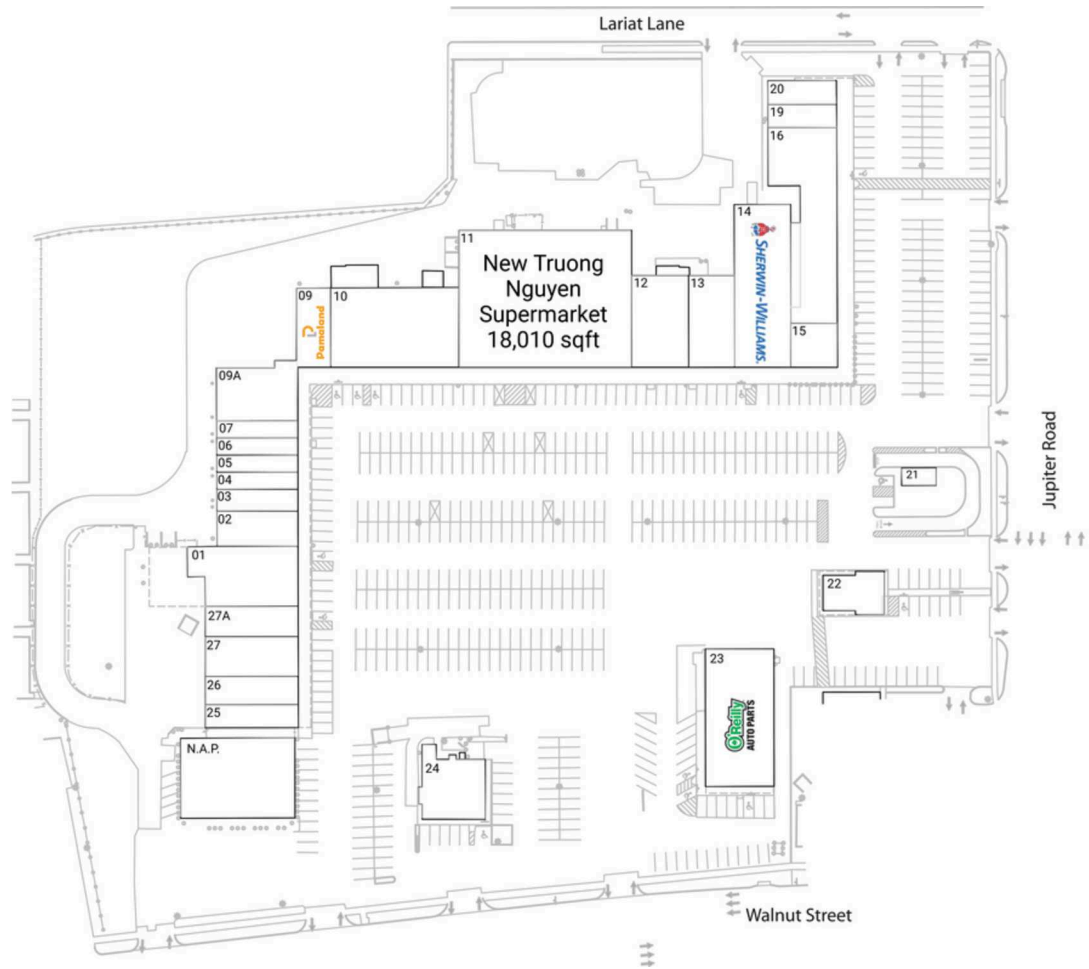 Lariat Lane
20
19
16
14
SHERWIN-WILLIAMS.
11
New Truong
Nguyen
Supermarket
18,010 sqft
12
13
15
09
Pamaland
10
09A
07
06
05
04
03
02
01
27A
27
26
25
N.A.P.
21
Jupiter Road
22
23
O'Reilly
AUTO PARTS
24
Walnut Street